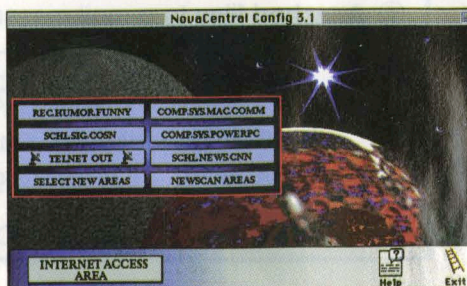 NovaCentral Config 3.1
REC.HUMOR.FUNNY
COMP.SYS.MAC.COMM
SCHL.SIG.COSN
COMP.SYS.POWERPC
TELNET OUT
SCHL.NEWS.CNN
SELECT NEW AREAS
NEWSCAN AREAS
INTERNET ACCESS
AREA
Help
Exit